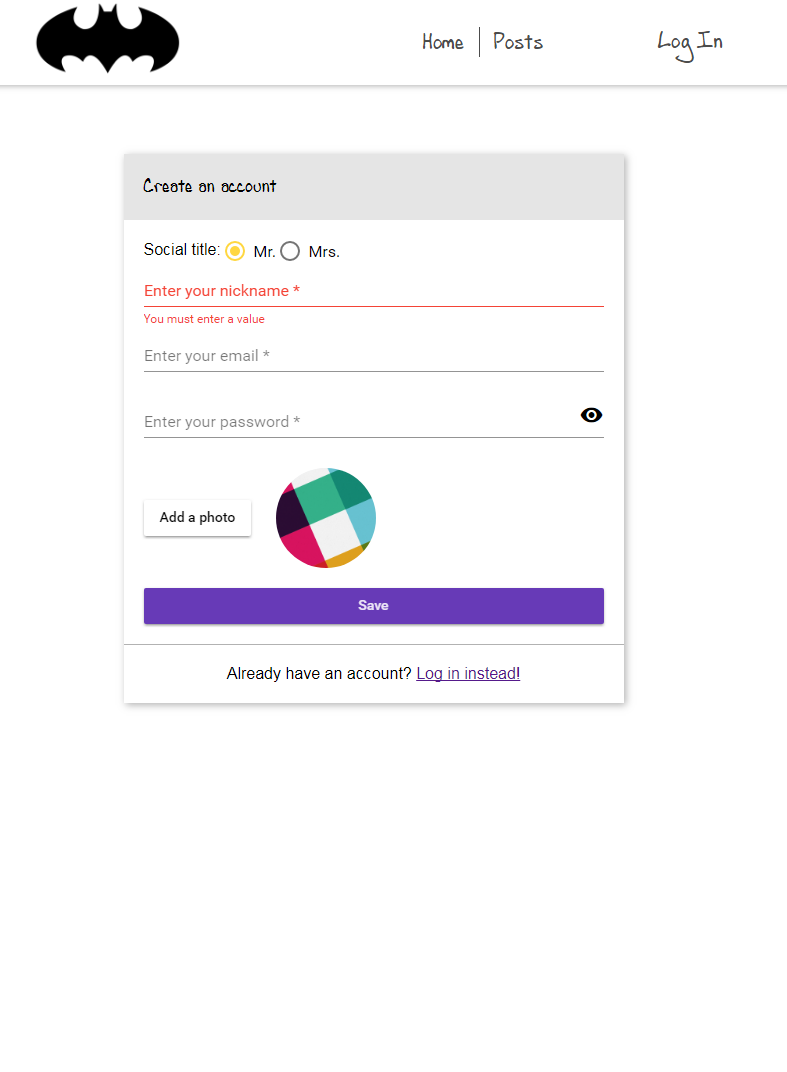 Home Posts Log In
Create an account
Social title: Mr. Mrs.
Enter your nickname *
You must enter a value
Enter your email *
Enter your password *
Add a photo
Save
Already have an account? Log in instead!